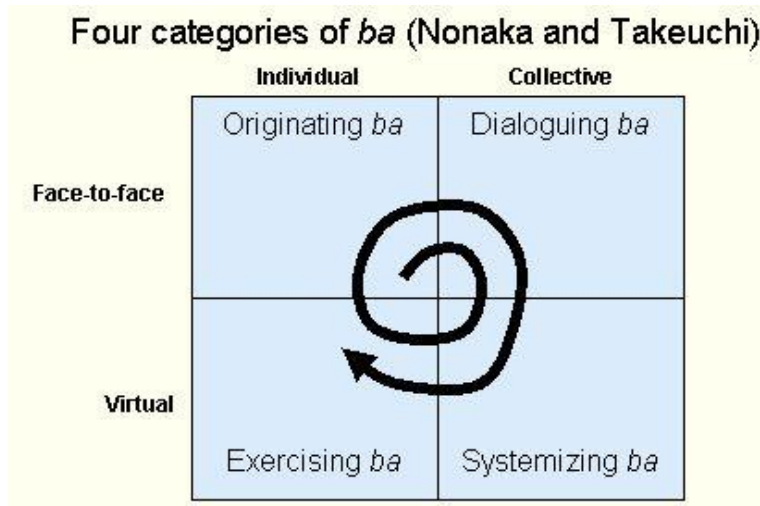 Four categories of ba (Nonaka and Takeuchi)
Individual Collective
Originating ba Dialoguing ba
Face-to-face
Virtual
Exercising ba Systemizing ba